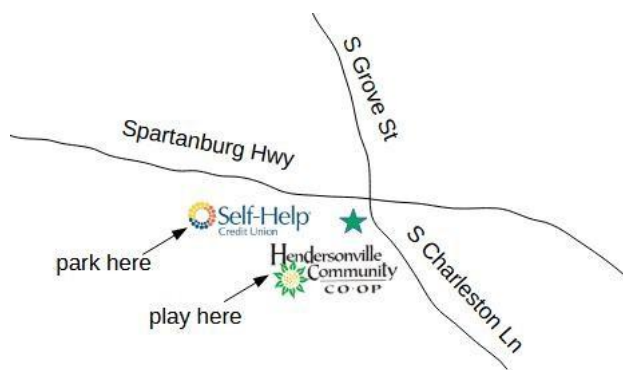 S Grove St
Spartanburg Hwy
Self-Help
Credit Union
park here
Hendersonville
Community
CO·OP
play here
S Charleston Ln